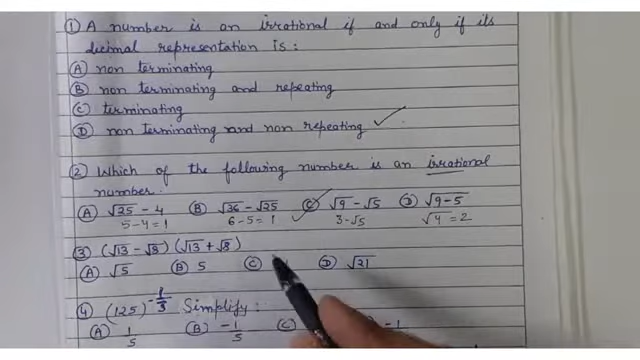 ① A number is an irrational if and only if its
decimal representation is :
Ⓐ non terminating
Ⓑ non terminating and repeating
Ⓒ terminating
Ⓓ non terminating and non repeating ✓
② Which of the following number is an irrational
number.
Ⓐ √25 - 4 Ⓑ √36 - √25 Ⓒ √9 - √5 Ⓓ √9-5
5-4=1 6-5=1 3-√5 √4=2
③ (√13 - √8) (√13 + √8)
Ⓐ √5 Ⓑ 5 Ⓒ Ⓓ √21
④ (125)^-1/3 Simplify :
Ⓐ 1/5 Ⓑ -1/5 Ⓒ -1